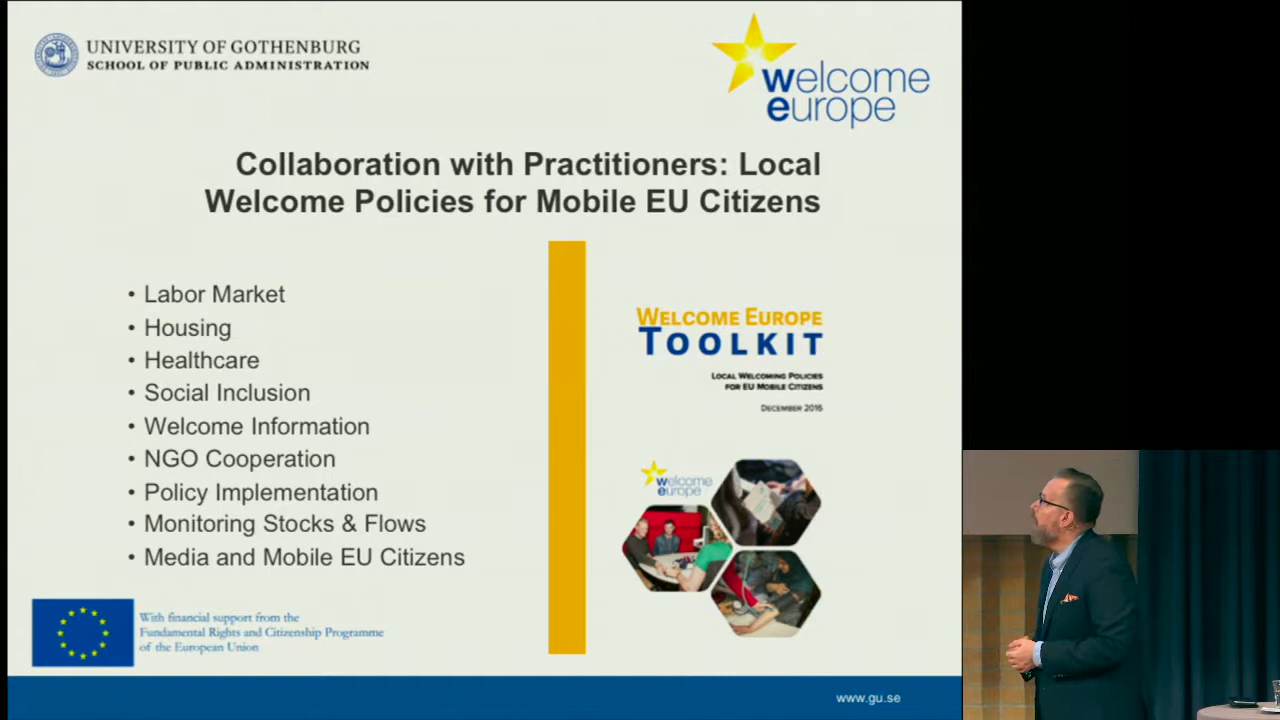 UNIVERSITY OF GOTHENBURG
SCHOOL OF PUBLIC ADMINISTRATION
welcome
europe
Collaboration with Practitioners: Local
Welcome Policies for Mobile EU Citizens
• Labor Market
• Housing
• Healthcare
• Social Inclusion
• Welcome Information
• NGO Cooperation
• Policy Implementation
• Monitoring Stocks & Flows
• Media and Mobile EU Citizens
WELCOME EUROPE
TOOLKIT
LOCAL WELCOMING POLICIES
FOR EU MOBILE CITIZENS
DECEMBER 2016
welcome
europe
With financial support from the
Fundamental Rights and Citizenship Programme
of the European Union
www.gu.se